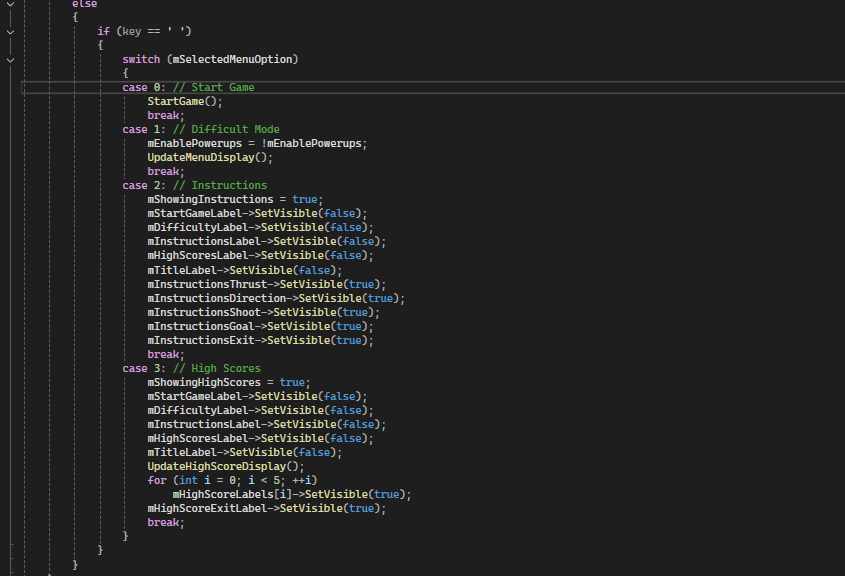 else
{
if (key == ' ')
{
switch (mSelectedMenuOption)
{
case 0: // Start Game
StartGame();
break;
case 1: // Difficult Mode
mEnablePowerups = !mEnablePowerups;
UpdateMenuDisplay();
break;
case 2: // Instructions
mShowingInstructions = true;
mStartGameLabel->SetVisible(false);
mDifficultyLabel->SetVisible(false);
mInstructionsLabel->SetVisible(false);
mHighScoresLabel->SetVisible(false);
mTitleLabel->SetVisible(false);
mInstructionsThrust->SetVisible(true);
mInstructionsDirection->SetVisible(true);
mInstructionsShoot->SetVisible(true);
mInstructionsGoal->SetVisible(true);
mInstructionsExit->SetVisible(true);
break;
case 3: // High Scores
mShowingHighScores = true;
mStartGameLabel->SetVisible(false);
mDifficultyLabel->SetVisible(false);
mInstructionsLabel->SetVisible(false);
mHighScoresLabel->SetVisible(false);
mTitleLabel->SetVisible(false);
UpdateHighScoreDisplay();
for (int i = 0; i < 5; ++i)
mHighScoreLabels[i]->SetVisible(true);
mHighScoreExitLabel->SetVisible(true);
break;
}
}
}